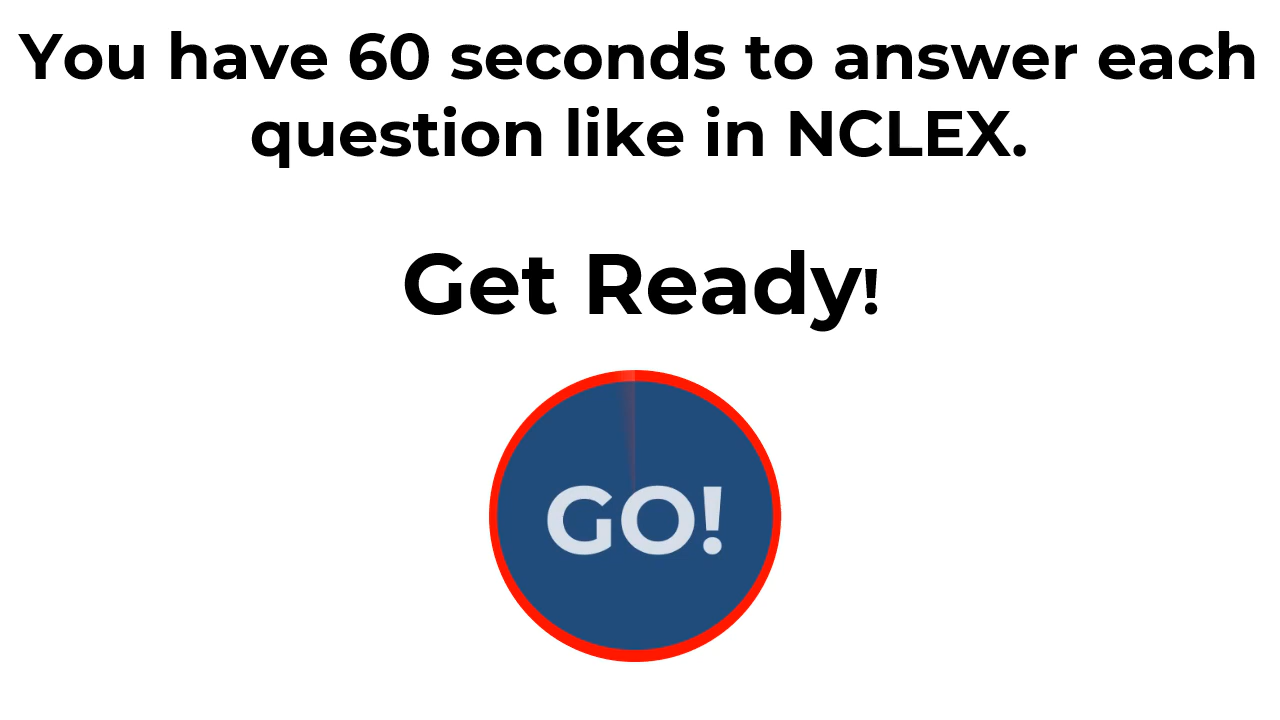 You have 60 seconds to answer each
question like in NCLEX.
Get Ready!
GO!